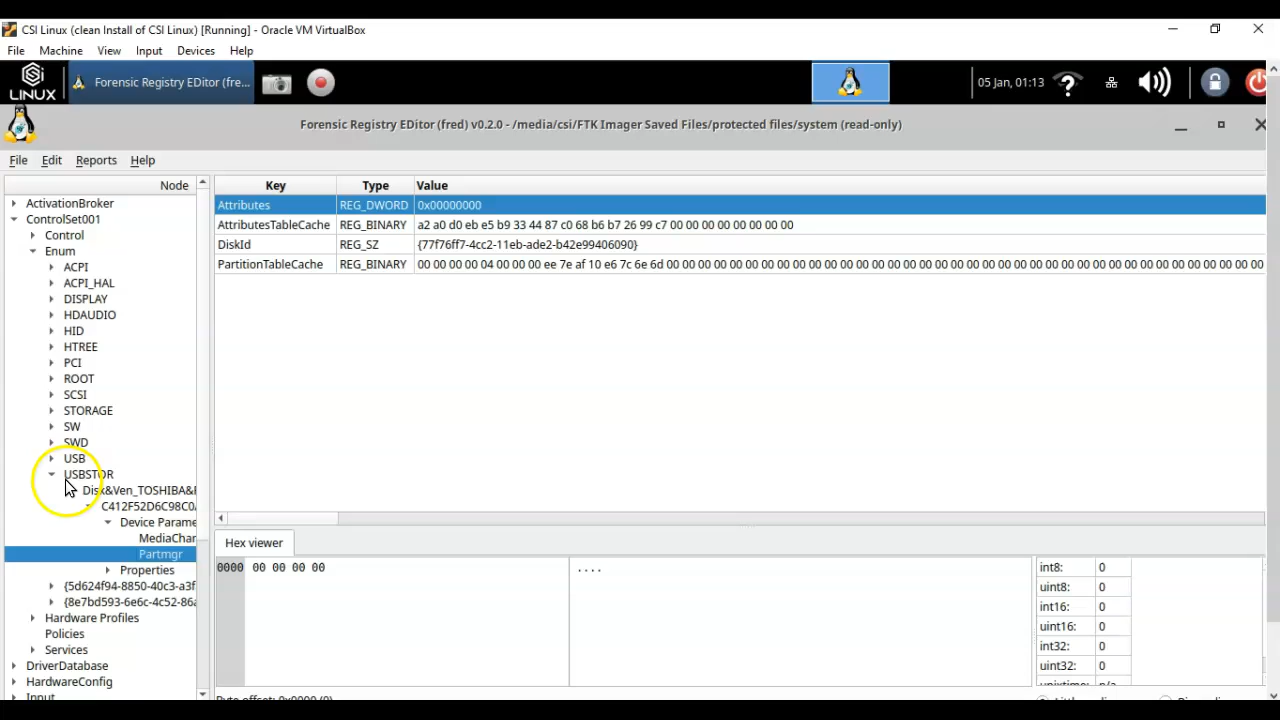 CSI Linux (clean Install of CSI Linux) [Running] - Oracle VM VirtualBox
File Machine View Input Devices Help
CSI LINUX
Forensic Registry EDitor (fre...
05 Jan, 01:13
Forensic Registry EDitor (fred) v0.2.0 - /media/csi/FTK Imager Saved Files/protected files/system (read-only)
File Edit Reports Help
Node
Key Type Value
ActivationBroker
Attributes REG_DWORD 0x00000000
ControlSet001
AttributesTableCache REG_BINARY a2 a0 d0 eb e5 b9 33 44 87 c0 68 b6 b7 26 99 c7 00 00 00 00 00 00 00 00
Control
DiskId REG_SZ {77f76ff7-4cc2-11eb-ade2-b42e99406090}
Enum
PartitionTableCache REG_BINARY 00 00 00 00 04 00 00 00 ee 7e af 10 e6 7c 6e 6d 00 00 00 00 00 00 00 00 00 00 00 00 00 00 00 00 00 00 00 00 00 00 00 00 00 00 00 00 00 00 00 00
ACPI
ACPI_HAL
DISPLAY
HDAUDIO
HID
HTREE
PCI
ROOT
SCSI
STORAGE
SW
SWD
USB
USBSTOR
Disk&Ven_TOSHIBA&
C412F52D6C98C0
Device Parame
MediaChar
Partmgr
Properties
{5d624f94-8850-40c3-a3f
{8e7bd593-6e6c-4c52-86a
Hardware Profiles
Policies
Services
DriverDatabase
HardwareConfig
Input
Hex viewer
0000 00 00 00 00 ....
int8: 0
uint8: 0
int16: 0
uint16: 0
int32: 0
uint32: 0
unixtime: n/a
Byte offset: 0x0000 (0)